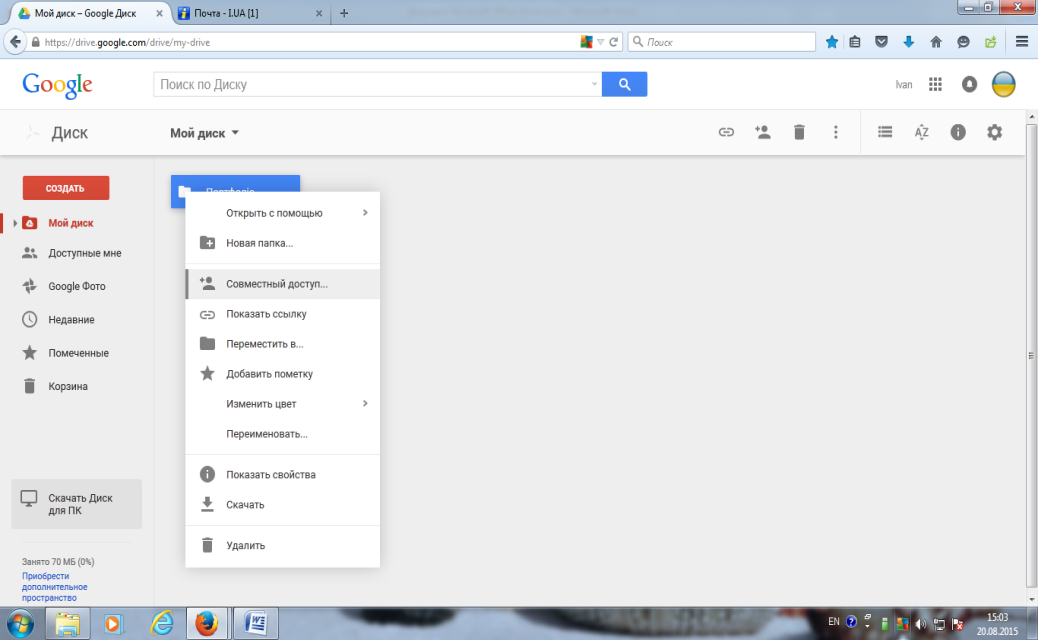 Мой диск – Google Диск
Почта - I.UA [1]
https://drive.google.com/drive/my-drive
Поиск
Google
Поиск по Диску
Ivan
Диск
Мой диск
AZ
СОЗДАТЬ
Мой диск
Доступные мне
Google Фото
Недавние
Помеченные
Корзина
Скачать Диск
для ПК
Занято 70 МБ (0%)
Приобрести
дополнительное
пространство
Portfolio
Открыть с помощью
Новая папка...
Совместный доступ...
Показать ссылку
Переместить в...
Добавить пометку
Изменить цвет
Переименовать...
Показать свойства
Скачать
Удалить
EN
15:03
20.08.2015